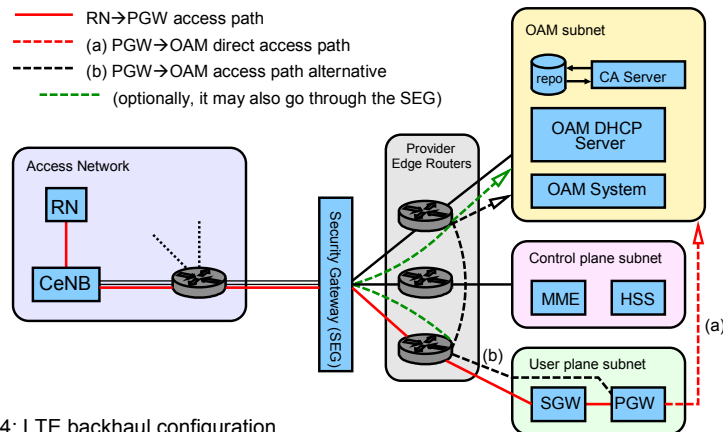 RN→PGW access path
(a) PGW→OAM direct access path
(b) PGW→OAM access path alternative
(optionally, it may also go through the SEG)
OAM subnet
repo
CA Server
OAM DHCP
Server
OAM System
Provider
Edge Routers
Access Network
RN
CeNB
Security Gateway (SEG)
Control plane subnet
MME
HSS
(a)
(b)
User plane subnet
SGW
PGW
4: LTE backhaul configuration